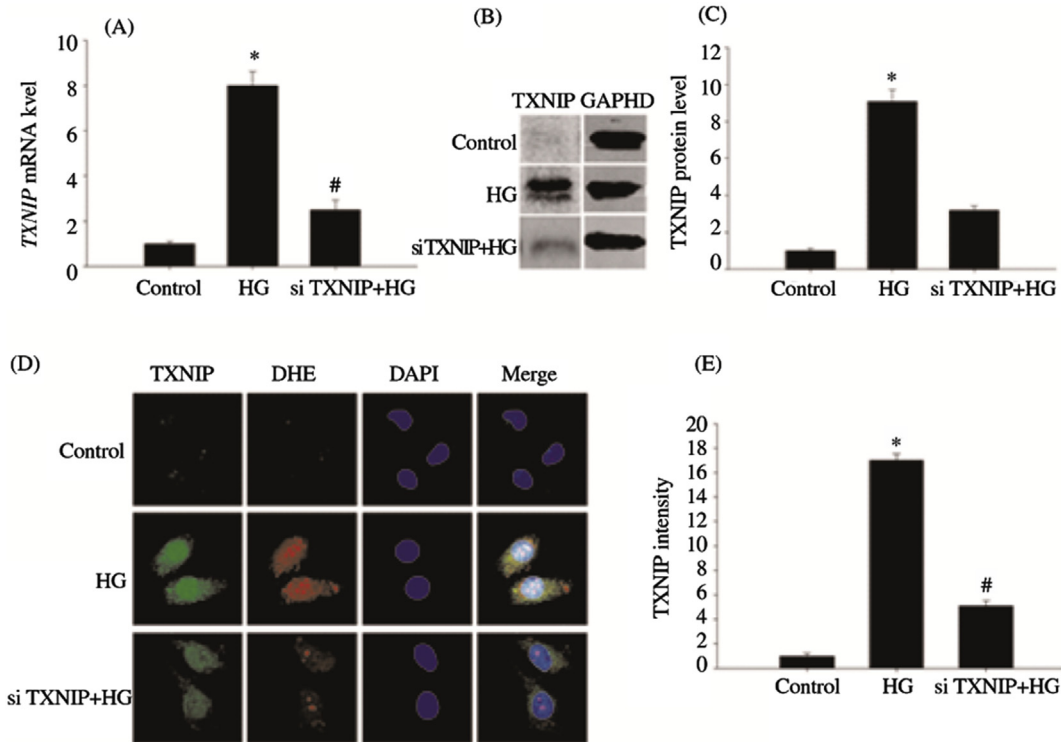 (A)
TXNIP mRNA kvel
10
8
6
4
2
0
*
#
Control
HG
si TXNIP+HG
(B)
TXNIP GAPHD
Control
HG
siTXNIP+HG
(C)
TXNIP protein level
12
10
8
6
4
2
0
*
Control
HG
si TXNIP+HG
(D)
TXNIP
DHE
DAPI
Merge
Control
HG
si TXNIP+HG
(E)
TXNIP intensity
20
18
16
14
12
10
8
6
4
2
0
*
#
Control
HG
si TXNIP+HG